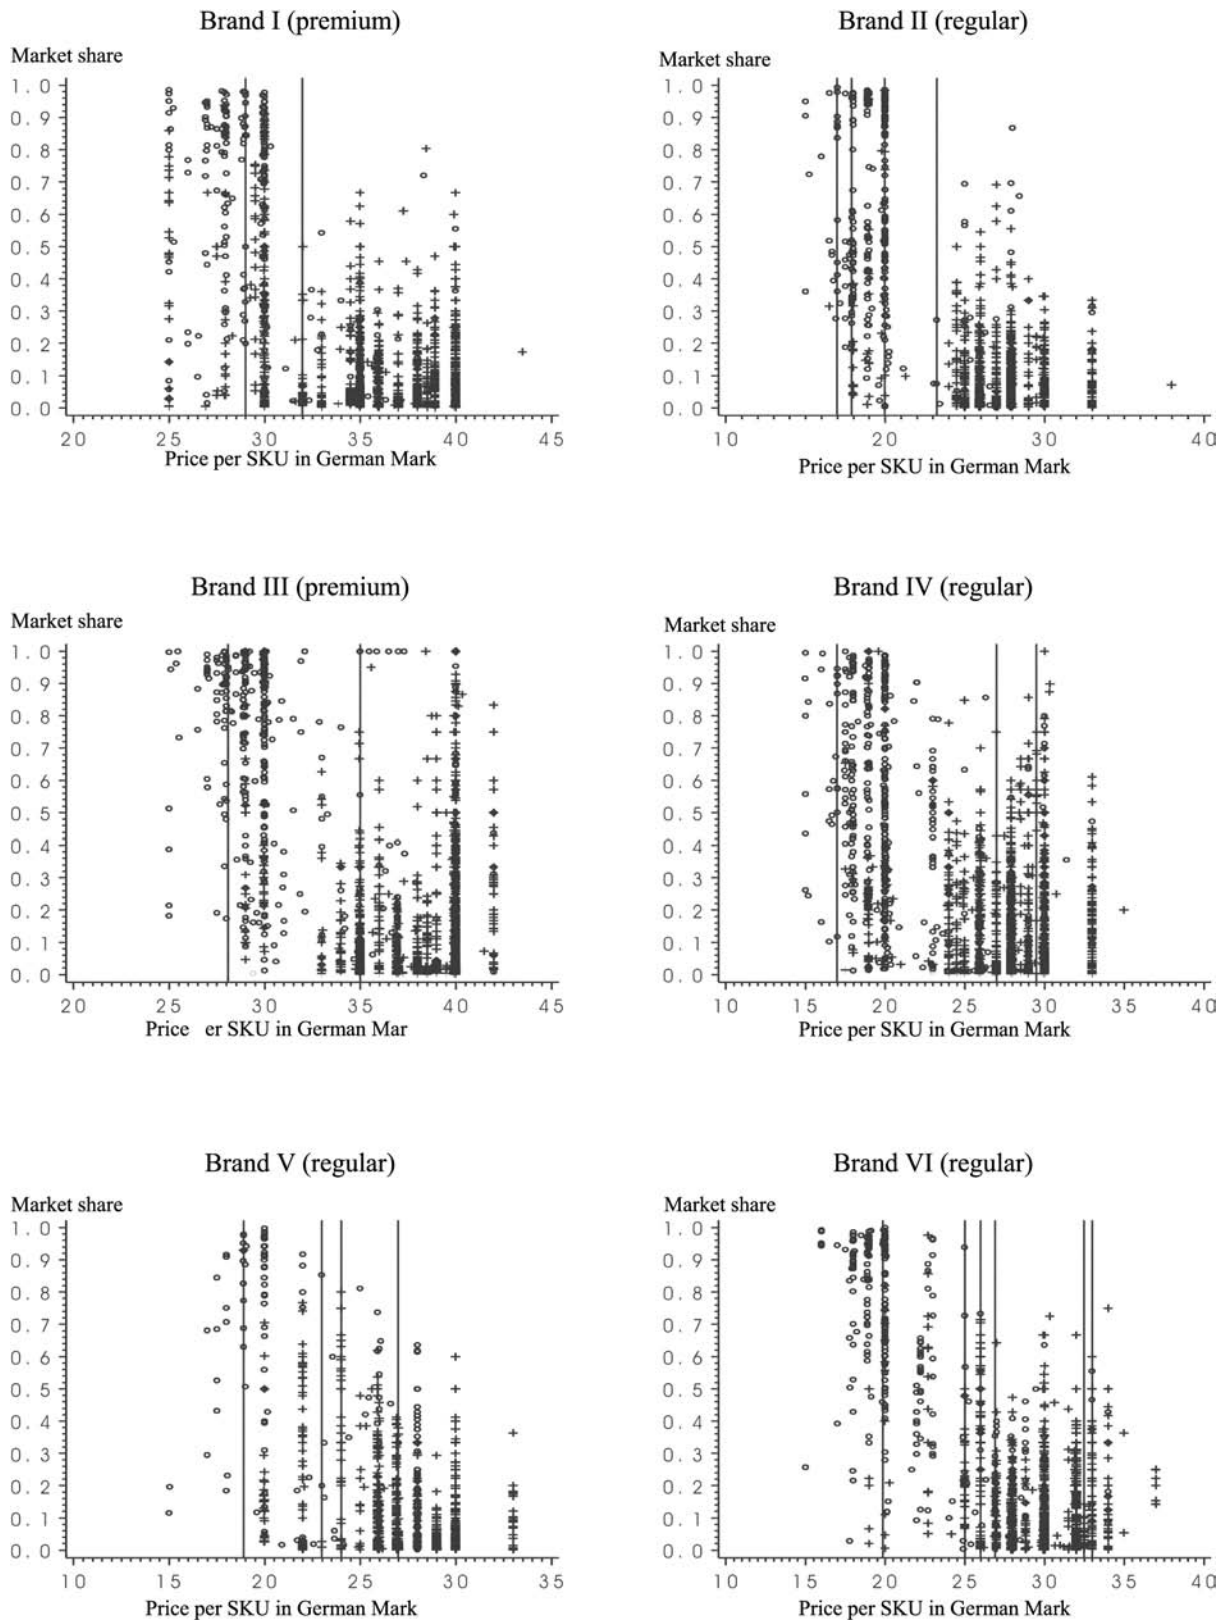 Brand I (premium)
Market share
1.0
0.9
0.8
0.7
0.6
0.5
0.4
0.3
0.2
0.1
0.0
20 25 30 35 40 45
Price per SKU in German Mark
Brand II (regular)
Market share
1.0
0.9
0.8
0.7
0.6
0.5
0.4
0.3
0.2
0.1
0.0
10 15 20 25 30 40
Price per SKU in German Mark
Brand III (premium)
Market share
1.0
0.9
0.8
0.7
0.6
0.5
0.4
0.3
0.2
0.1
0.0
20 25 30 35 40 45
Price er SKU in German Mar
Brand IV (regular)
Market share
1.0
0.9
0.8
0.7
0.6
0.5
0.4
0.3
0.2
0.1
0.0
10 15 20 25 30 35 40
Price per SKU in German Mark
Brand V (regular)
Market share
1.0
0.9
0.8
0.7
0.6
0.5
0.4
0.3
0.2
0.1
0.0
10 15 20 25 30 35
Price per SKU in German Mark
Brand VI (regular)
Market share
1.0
0.9
0.8
0.7
0.6
0.5
0.4
0.3
0.2
0.1
0.0
10 15 20 25 30 35 40
Price per SKU in German Mark